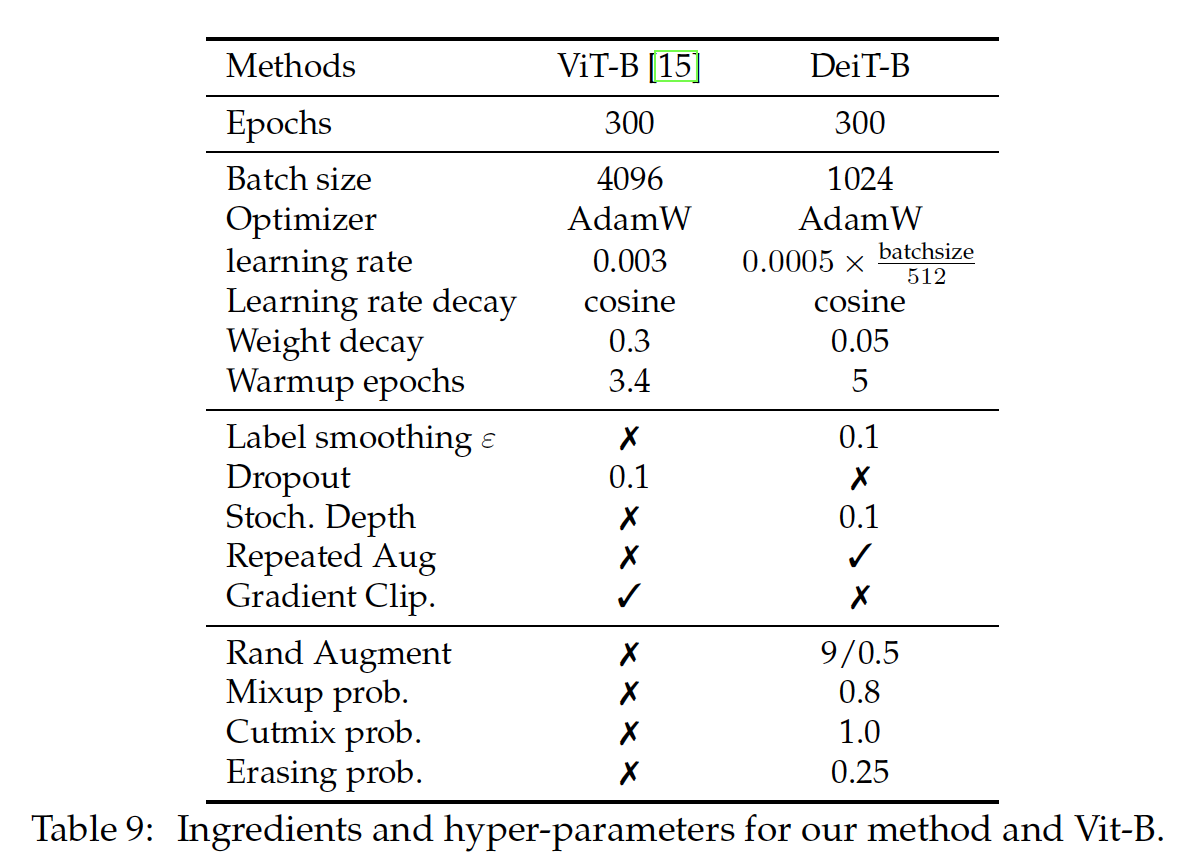 Methods ViT-B [15] DeiT-B
Epochs 300 300
Batch size 4096 1024
Optimizer AdamW AdamW
learning rate 0.003 0.0005 × batchsize/512
Learning rate decay cosine cosine
Weight decay 0.3 0.05
Warmup epochs 3.4 5
Label smoothing ε ✗ 0.1
Dropout 0.1 ✗
Stoch. Depth ✗ 0.1
Repeated Aug ✗ ✓
Gradient Clip. ✓ ✗
Rand Augment ✗ 9/0.5
Mixup prob. ✗ 0.8
Cutmix prob. ✗ 1.0
Erasing prob. ✗ 0.25
Table 9: Ingredients and hyper-parameters for our method and Vit-B.